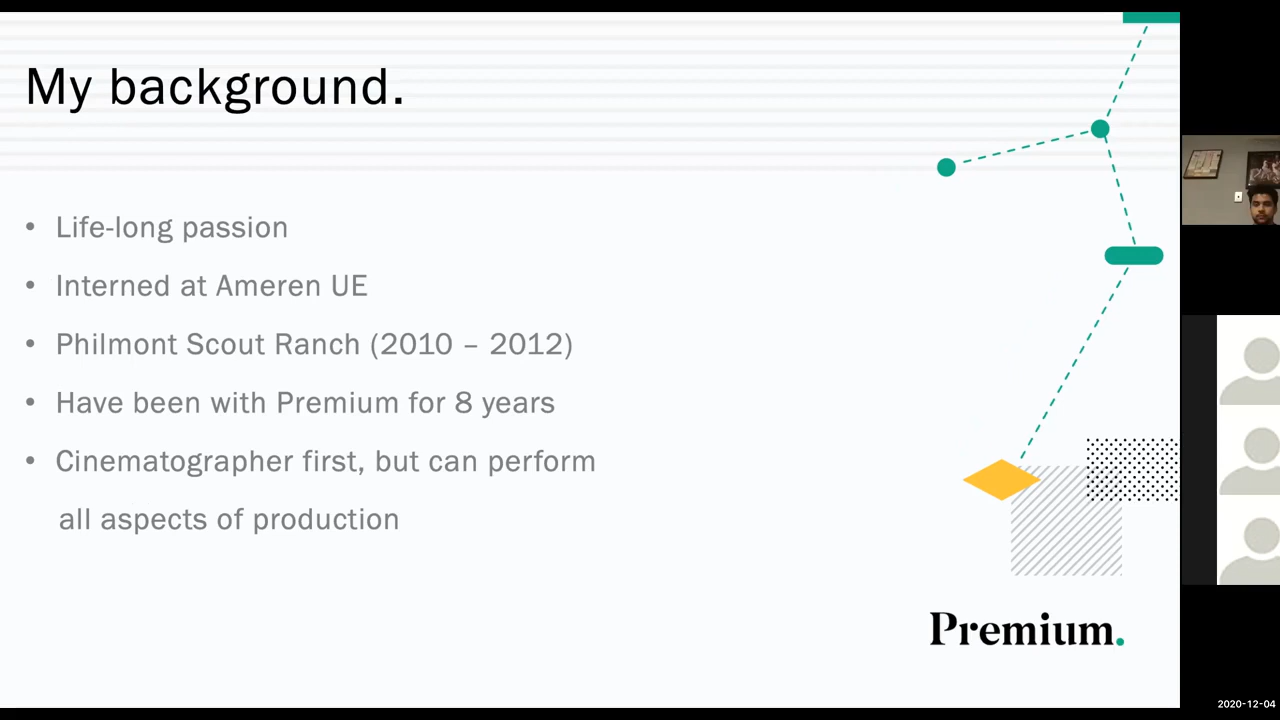 My background.
• Life-long passion
• Interned at Ameren UE
• Philmont Scout Ranch (2010 – 2012)
• Have been with Premium for 8 years
• Cinematographer first, but can perform
all aspects of production
Premium.
2020-12-04